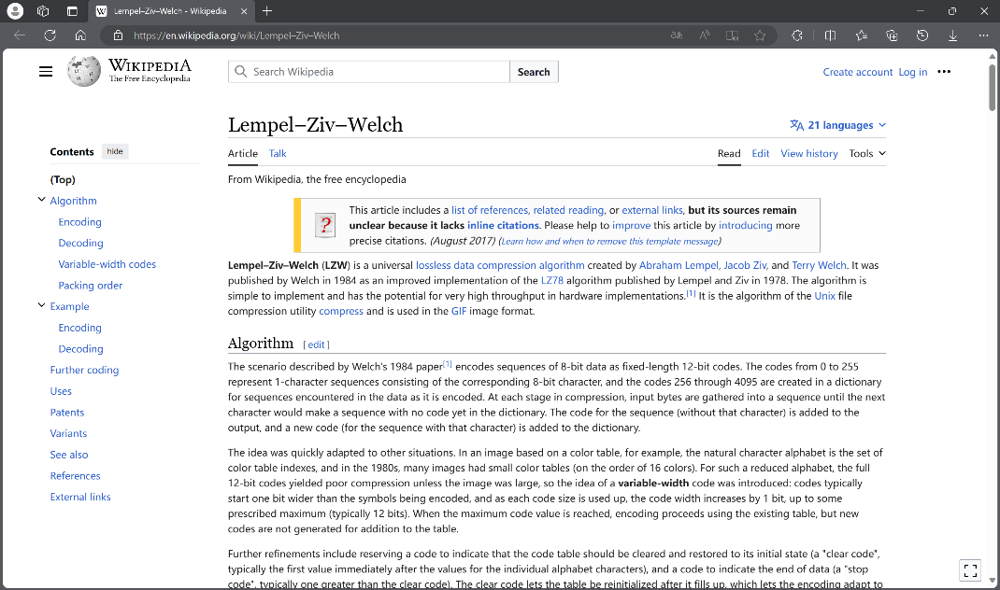 Lempel–Ziv–Welch - Wikipedia
https://en.wikipedia.org/wiki/Lempel–Ziv–Welch
WIKIPEDIA
The Free Encyclopedia
Search Wikipedia
Search
Create account Log in
Contents hide
(Top)
Algorithm
Encoding
Decoding
Variable-width codes
Packing order
Example
Encoding
Decoding
Further coding
Uses
Patents
Variants
See also
References
External links
Lempel–Ziv–Welch
21 languages
Article Talk
Read Edit View history Tools
From Wikipedia, the free encyclopedia
This article includes a list of references, related reading, or external links, but its sources remain
unclear because it lacks inline citations. Please help to improve this article by introducing more
precise citations. (August 2017) (Learn how and when to remove this template message)
Lempel–Ziv–Welch (LZW) is a universal lossless data compression algorithm created by Abraham Lempel, Jacob Ziv, and Terry Welch. It was
published by Welch in 1984 as an improved implementation of the LZ78 algorithm published by Lempel and Ziv in 1978. The algorithm is
simple to implement and has the potential for very high throughput in hardware implementations.[1] It is the algorithm of the Unix file
compression utility compress and is used in the GIF image format.
Algorithm [ edit ]
The scenario described by Welch's 1984 paper[1] encodes sequences of 8-bit data as fixed-length 12-bit codes. The codes from 0 to 255
represent 1-character sequences consisting of the corresponding 8-bit character, and the codes 256 through 4095 are created in a dictionary
for sequences encountered in the data as it is encoded. At each stage in compression, input bytes are gathered into a sequence until the next
character would make a sequence with no code yet in the dictionary. The code for the sequence (without that character) is added to the
output, and a new code (for the sequence with that character) is added to the dictionary.
The idea was quickly adapted to other situations. In an image based on a color table, for example, the natural character alphabet is the set of
color table indexes, and in the 1980s, many images had small color tables (on the order of 16 colors). For such a reduced alphabet, the full
12-bit codes yielded poor compression unless the image was large, so the idea of a variable-width code was introduced: codes typically
start one bit wider than the symbols being encoded, and as each code size is used up, the code width increases by 1 bit, up to some
prescribed maximum (typically 12 bits). When the maximum code value is reached, encoding proceeds using the existing table, but new
codes are not generated for addition to the table.
Further refinements include reserving a code to indicate that the code table should be cleared and restored to its initial state (a "clear code",
typically the first value immediately after the values for the individual alphabet characters), and a code to indicate the end of data (a "stop
code", typically one greater than the clear code). The clear code lets the table be reinitialized after it fills up, which lets the encoding adapt to